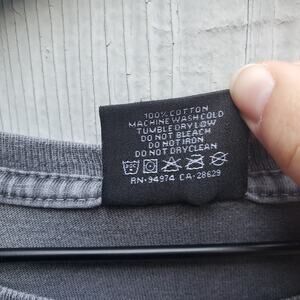 100% COTTON
MACHINE WASH COLD
TUMBLE DRY LOW
DO NOT BLEACH
DO NOT IRON
DO NOT DRYCLEAN
RN·94974 CA·28629